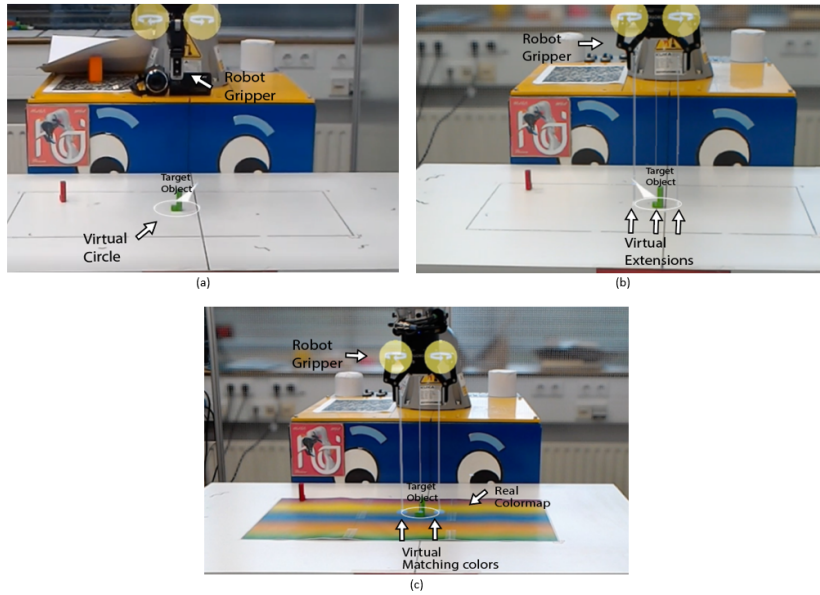 Robot
Gripper
Target
Object
Virtual
Circle
(a)
Robot
Gripper
Target
Object
Virtual
Extensions
(b)
Robot
Gripper
Target
Object
Real
Colormap
Virtual
Matching colors
(c)